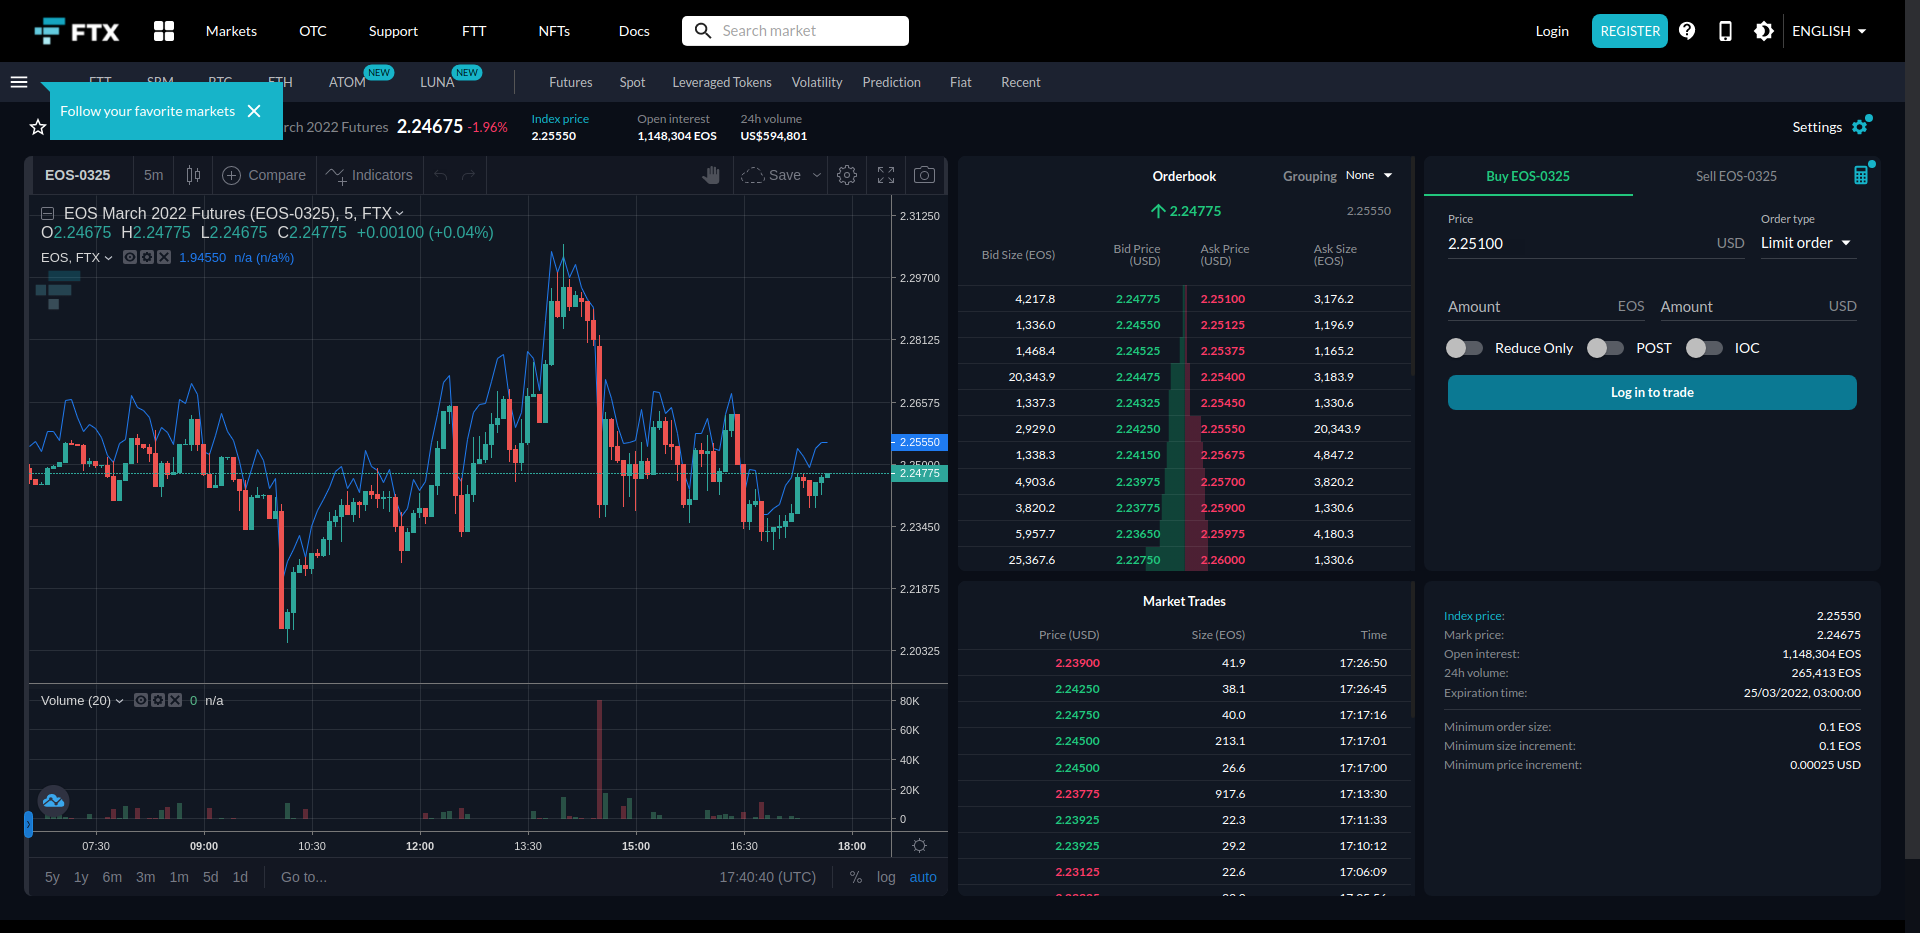 FTX
Markets
OTC
Support
FTT
NFTs
Docs
Search market
Login
REGISTER
ENGLISH
ATOM NEW
LUNA NEW
Futures
Spot
Leveraged Tokens
Volatility
Prediction
Fiat
Recent
Follow your favorite markets
rch 2022 Futures 2.24675 -1.96%
Index price
2.25550
Open interest
1,148,304 EOS
24h volume
US$594,801
Settings
EOS-0325 5m Compare Indicators Save
EOS March 2022 Futures (EOS-0325), 5, FTX
O2.24675 H2.24775 L2.24675 C2.24775 +0.00100 (+0.04%)
EOS, FTX 1.94550 n/a (n/a%)
2.31250
2.29700
2.28125
2.26575
2.25550
2.25000
2.24775
2.23450
2.21875
2.20325
Volume (20) 0 n/a
80K
60K
40K
20K
0
07:30 09:00 10:30 12:00 13:30 15:00 16:30 18:00
5y 1y 6m 3m 1m 5d 1d Go to... 17:40:40 (UTC) % log auto
Orderbook Grouping None
2.24775 2.25550
Bid Size (EOS) Bid Price (USD) Ask Price (USD) Ask Size (EOS)
4,217.8 2.24775 2.25100 3,176.2
1,336.0 2.24550 2.25125 1,196.9
1,468.4 2.24525 2.25375 1,165.2
20,343.9 2.24475 2.25400 3,183.9
1,337.3 2.24325 2.25450 1,330.6
2,929.0 2.24250 2.25550 20,343.9
1,338.3 2.24150 2.25675 4,847.2
4,903.6 2.23975 2.25700 3,820.2
3,820.2 2.23775 2.25900 1,330.6
5,957.7 2.23650 2.25975 4,180.3
25,367.6 2.22750 2.26000 1,330.6
Market Trades
Price (USD) Size (EOS) Time
2.23900 41.9 17:26:50
2.24250 38.1 17:26:45
2.24750 40.0 17:17:16
2.24500 213.1 17:17:01
2.24500 26.6 17:17:00
2.23775 917.6 17:13:30
2.23925 22.3 17:11:33
2.23925 29.2 17:10:12
2.23125 22.6 17:06:09
Buy EOS-0325 Sell EOS-0325
Price Order type
2.25100 USD Limit order
Amount EOS Amount USD
Reduce Only POST IOC
Log in to trade
Index price: 2.25550
Mark price: 2.24675
Open interest: 1,148,304 EOS
24h volume: 265,413 EOS
Expiration time: 25/03/2022, 03:00:00
Minimum order size: 0.1 EOS
Minimum size increment: 0.1 EOS
Minimum price increment: 0.00025 USD